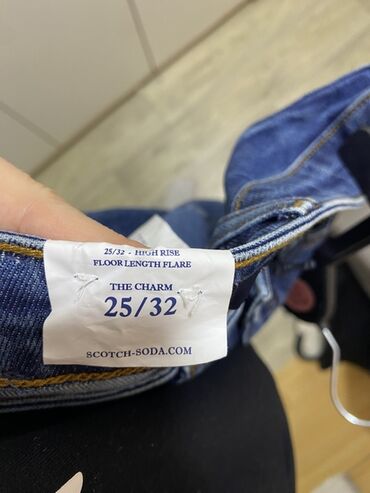 25/32 - HIGH RISE
FLOOR LENGTH FLARE
THE CHARM
25/32
SCOTCH-SODA.COM